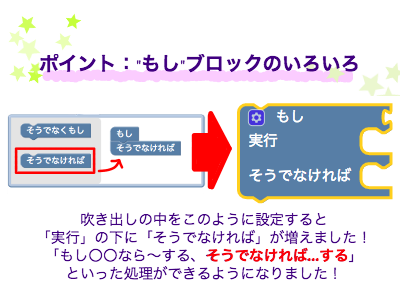 ポイント："もし"ブロックのいろいろ
そうでなくもし
そうでなければ
もし
そうでなければ
もし
実行
そうでなければ
吹き出しの中をこのように設定すると
「実行」の下に「そうでなければ」が増えました！
「もし〇〇なら〜する、そうでなければ...する」
といった処理ができるようになりました！